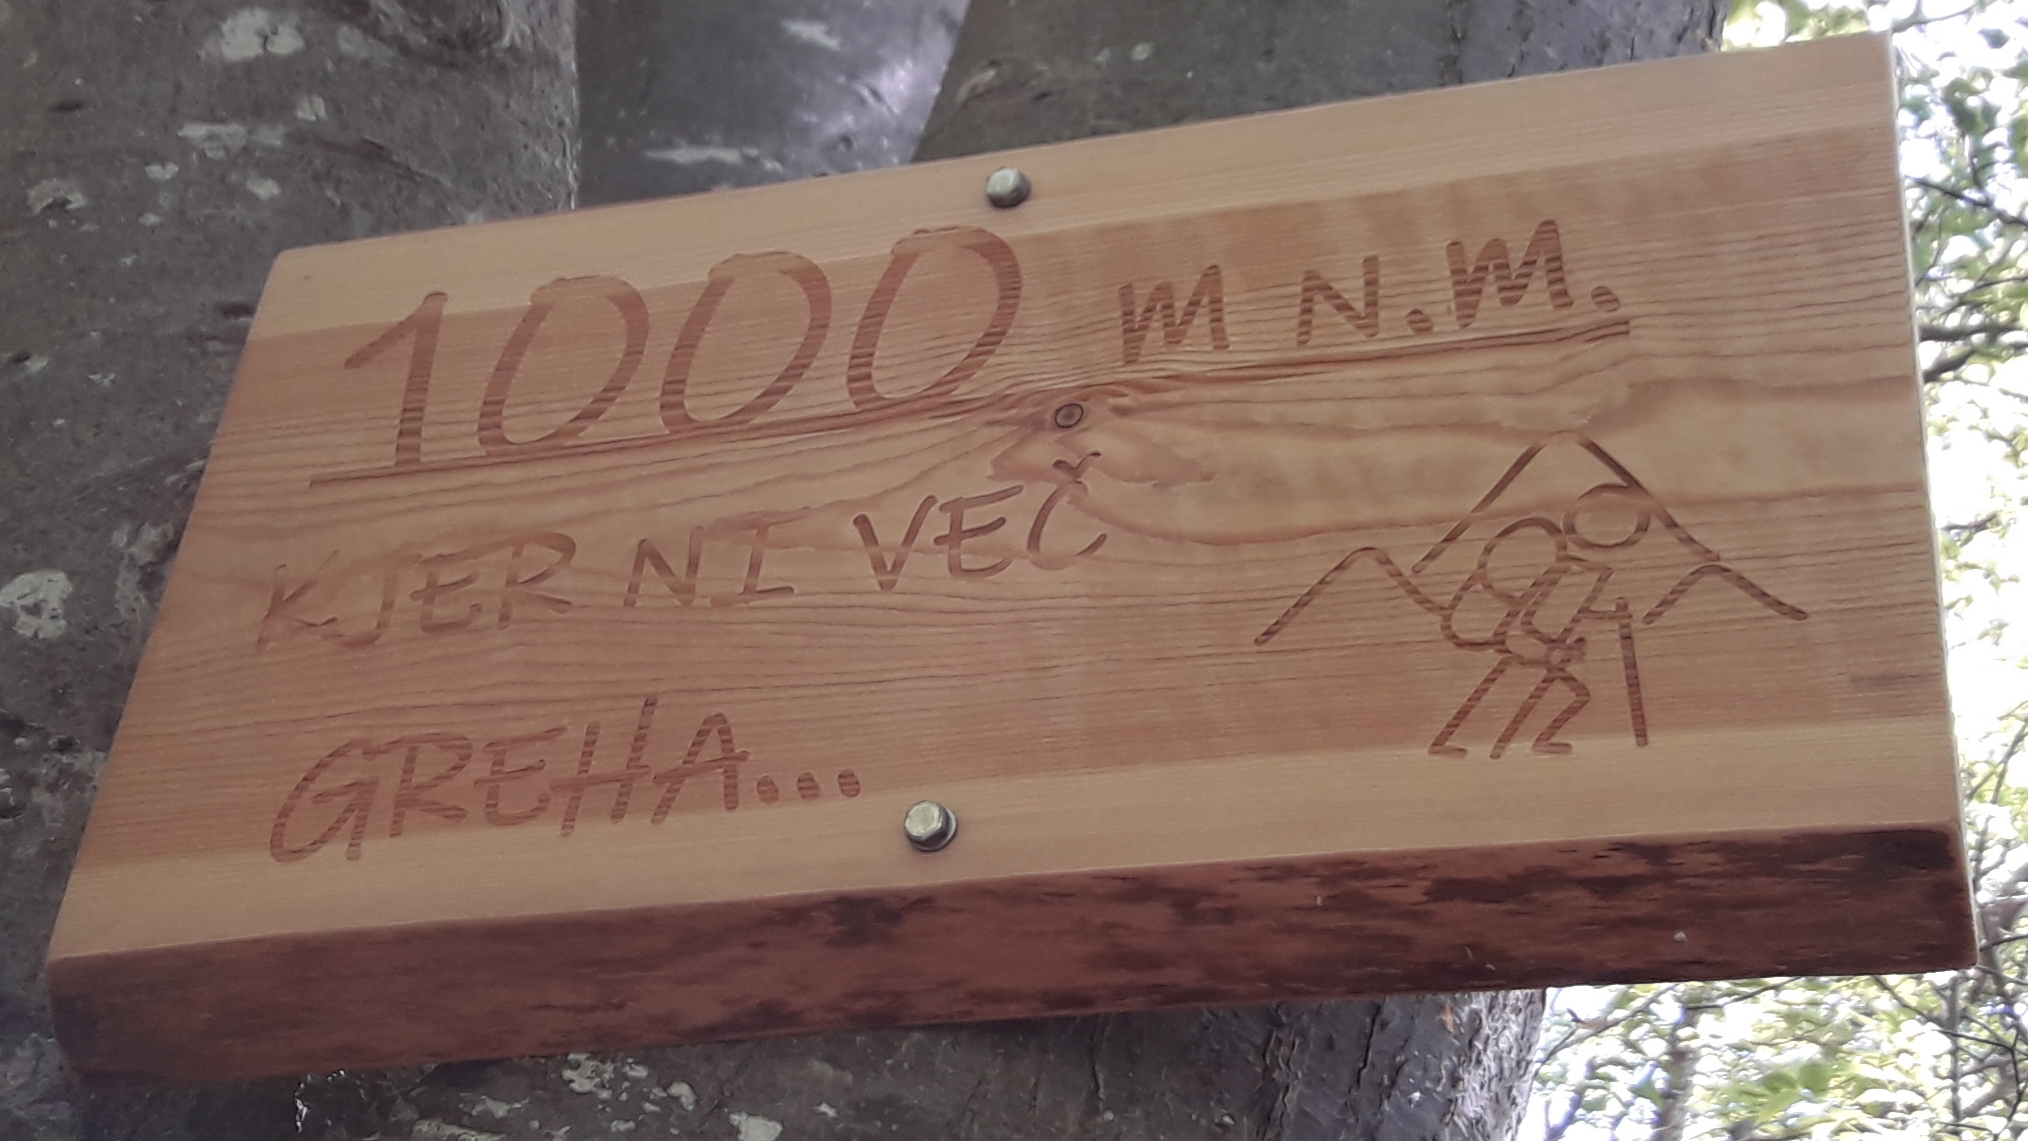 1000 M N.M.
KJER NI VEČ
GREHA...